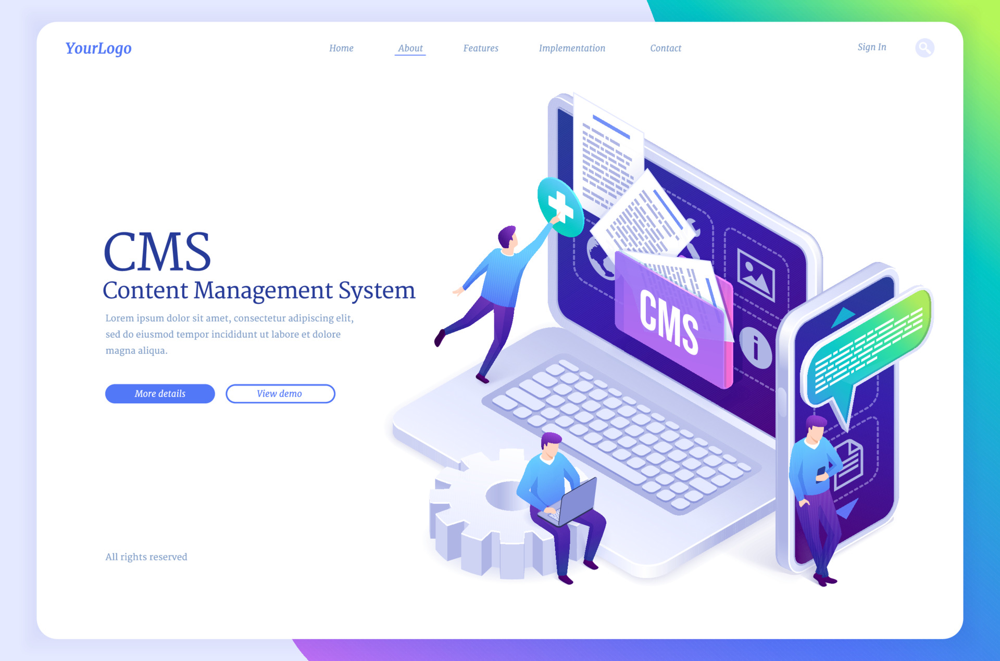 YourLogo
Home
About
Features
Implementation
Contact
Sign In
CMS
Content Management System
Lorem ipsum dolor sit amet, consectetur adipiscing elit,
sed do eiusmod tempor incididunt ut labore et dolore
magna aliqua.
More details
View demo
CMS
All rights reserved